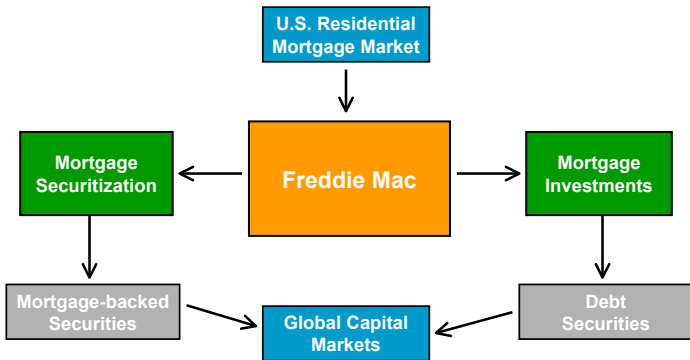 U.S. Residential
Mortgage Market
Mortgage
Securitization
Freddie Mac
Mortgage
Investments
Mortgage-backed
Securities
Global Capital
Markets
Debt
Securities